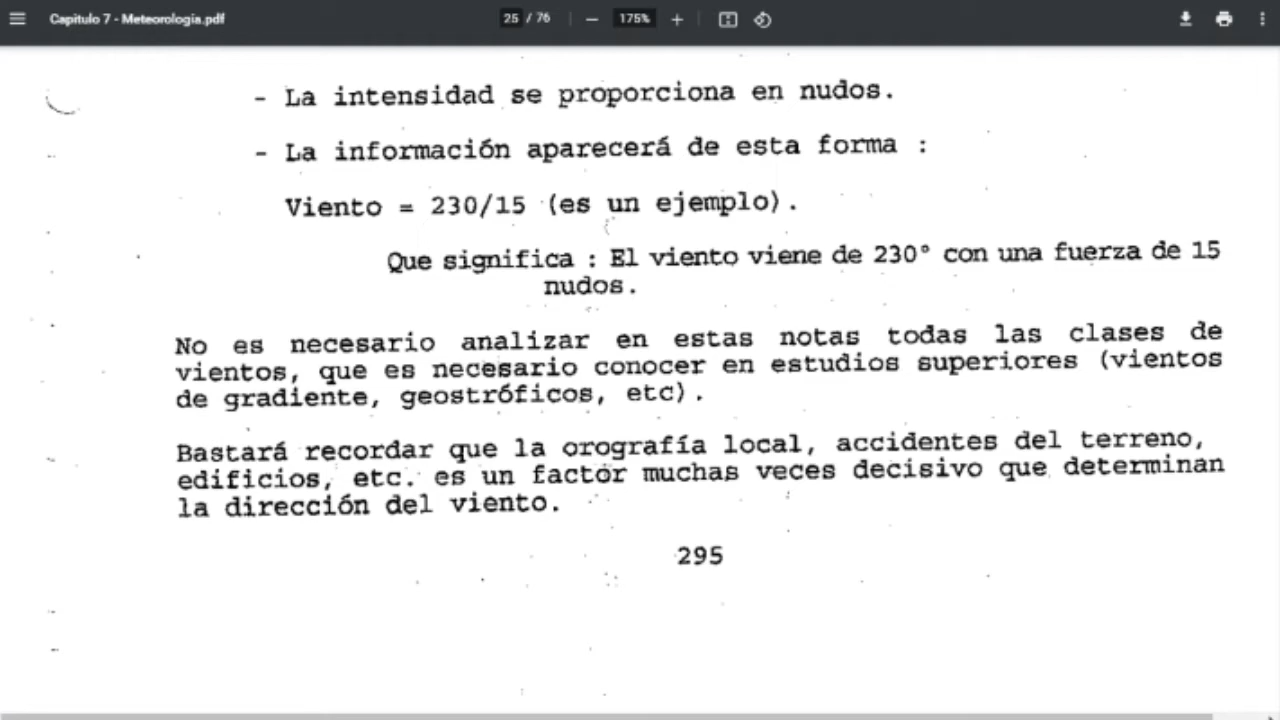 Capitulo 7 - Meteorologia.pdf
25 / 76
175%
- La intensidad se proporciona en nudos.
- La información aparecerá de esta forma :
Viento = 230/15 (es un ejemplo).
Que significa : El viento viene de 230° con una fuerza de 15
nudos.
No es necesario analizar en estas notas todas las clases de
vientos, que es necesario conocer en estudios superiores (vientos
de gradiente, geostróficos, etc).
Bastará recordar que la orografía local, accidentes del terreno,
edificios, etc. es un factor muchas veces decisivo que determinan
la dirección del viento.
295